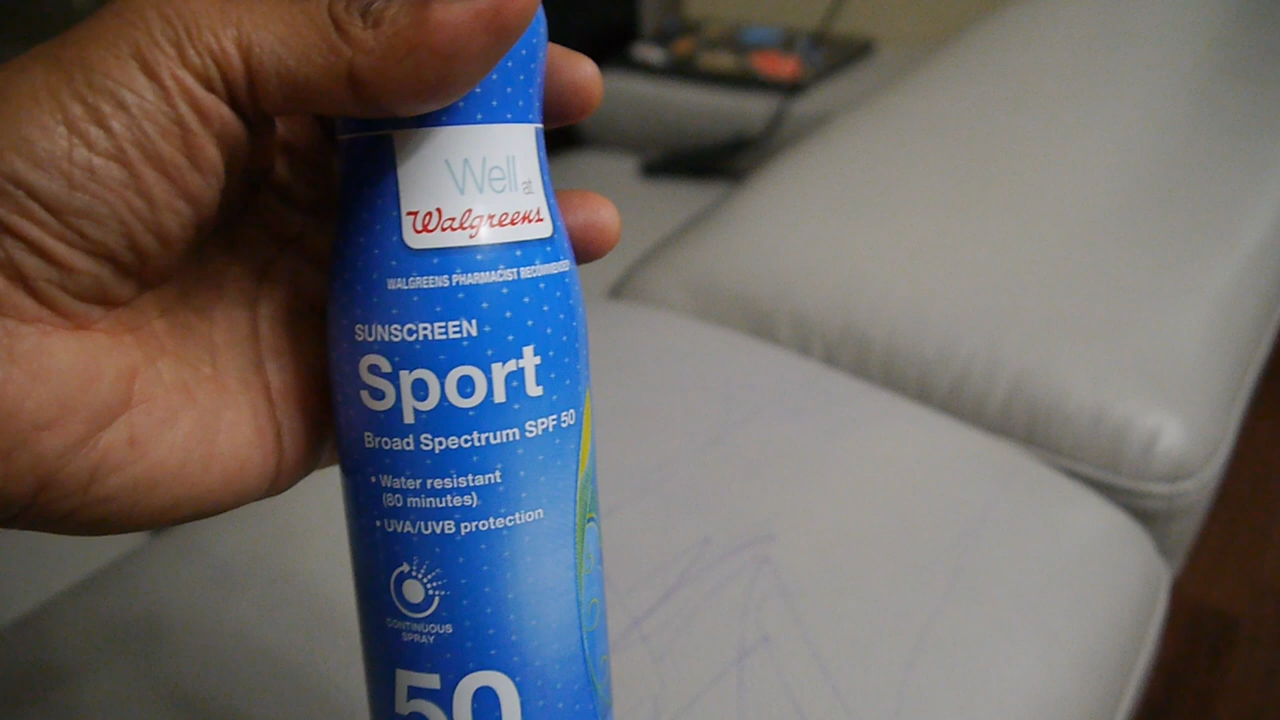 Well at
Walgreens
WALGREENS PHARMACIST RECOMMENDED
SUNSCREEN
Sport
Broad Spectrum SPF 50
• Water resistant
(80 minutes)
• UVA/UVB protection
CONTINUOUS
SPRAY
50